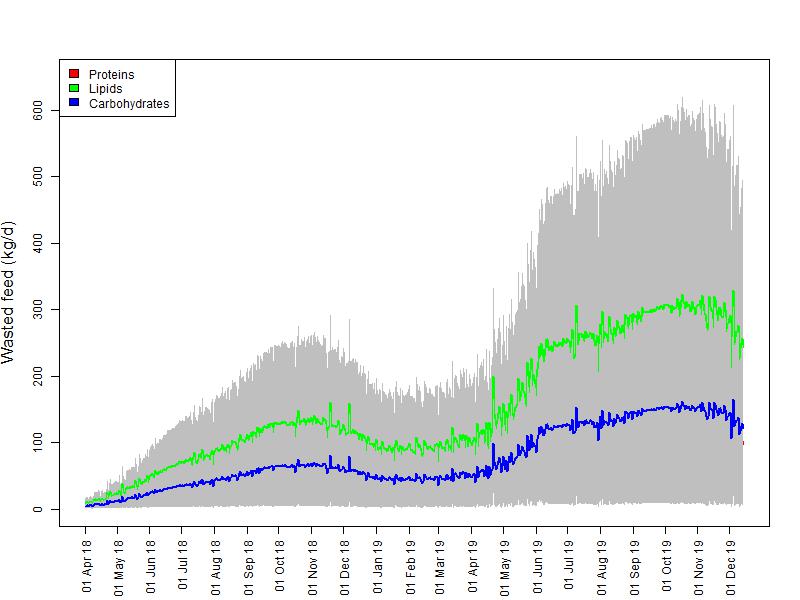 Proteins
Lipids
Carbohydrates
Wasted feed (kg/d)
600
500
400
300
200
100
0
01 Apr 18
01 May 18
01 Jun 18
01 Jul 18
01 Aug 18
01 Sep 18
01 Oct 18
01 Nov 18
01 Dec 18
01 Jan 19
01 Feb 19
01 Mar 19
01 Apr 19
01 May 19
01 Jun 19
01 Jul 19
01 Aug 19
01 Sep 19
01 Oct 19
01 Nov 19
01 Dec 19